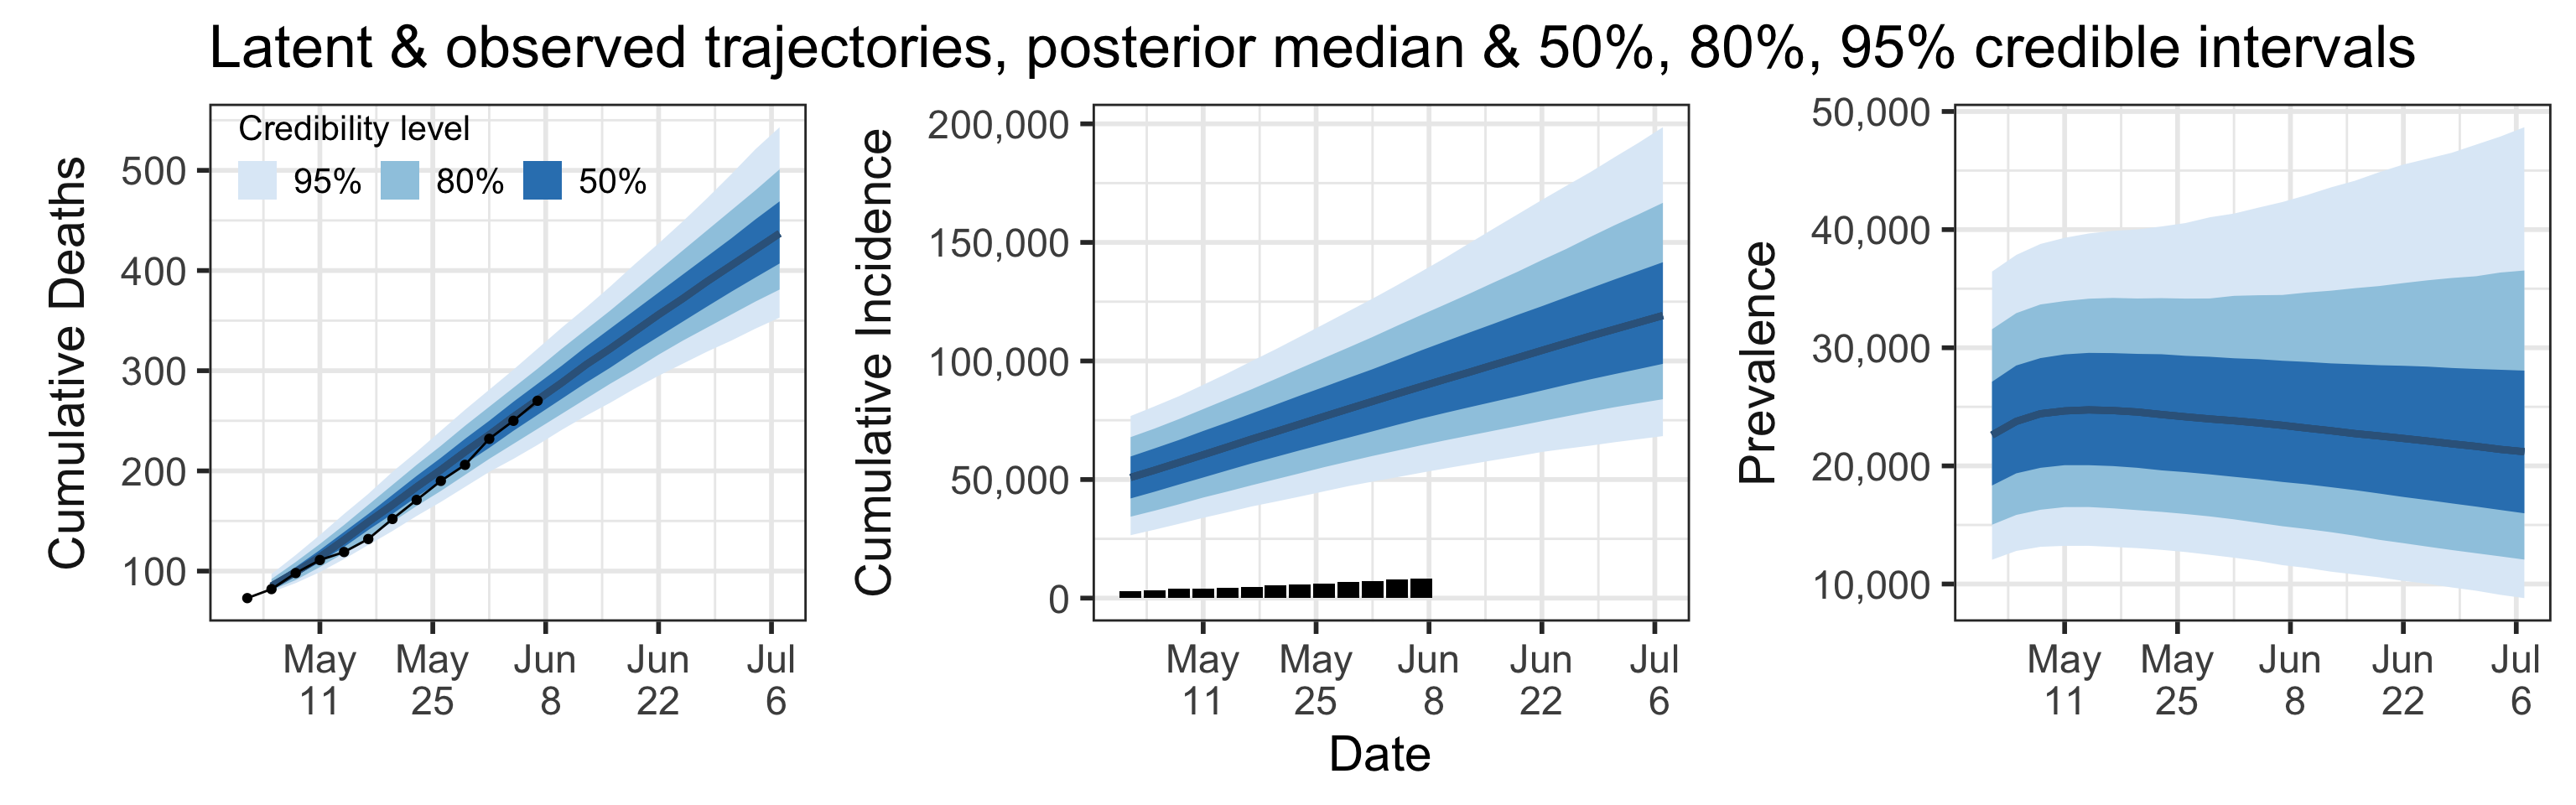 Latent & observed trajectories, posterior median & 50%, 80%, 95% credible intervals
Cumulative Deaths
500
400
300
200
100
Credibility level
95% 80% 50%
May 11
May 25
Jun 8
Jun 22
Jul 6
Cumulative Incidence
200,000
150,000
100,000
50,000
0
May 11
May 25
Jun 8
Jun 22
Jul 6
Prevalence
50,000
40,000
30,000
20,000
10,000
May 11
May 25
Jun 8
Jun 22
Jul 6
Date